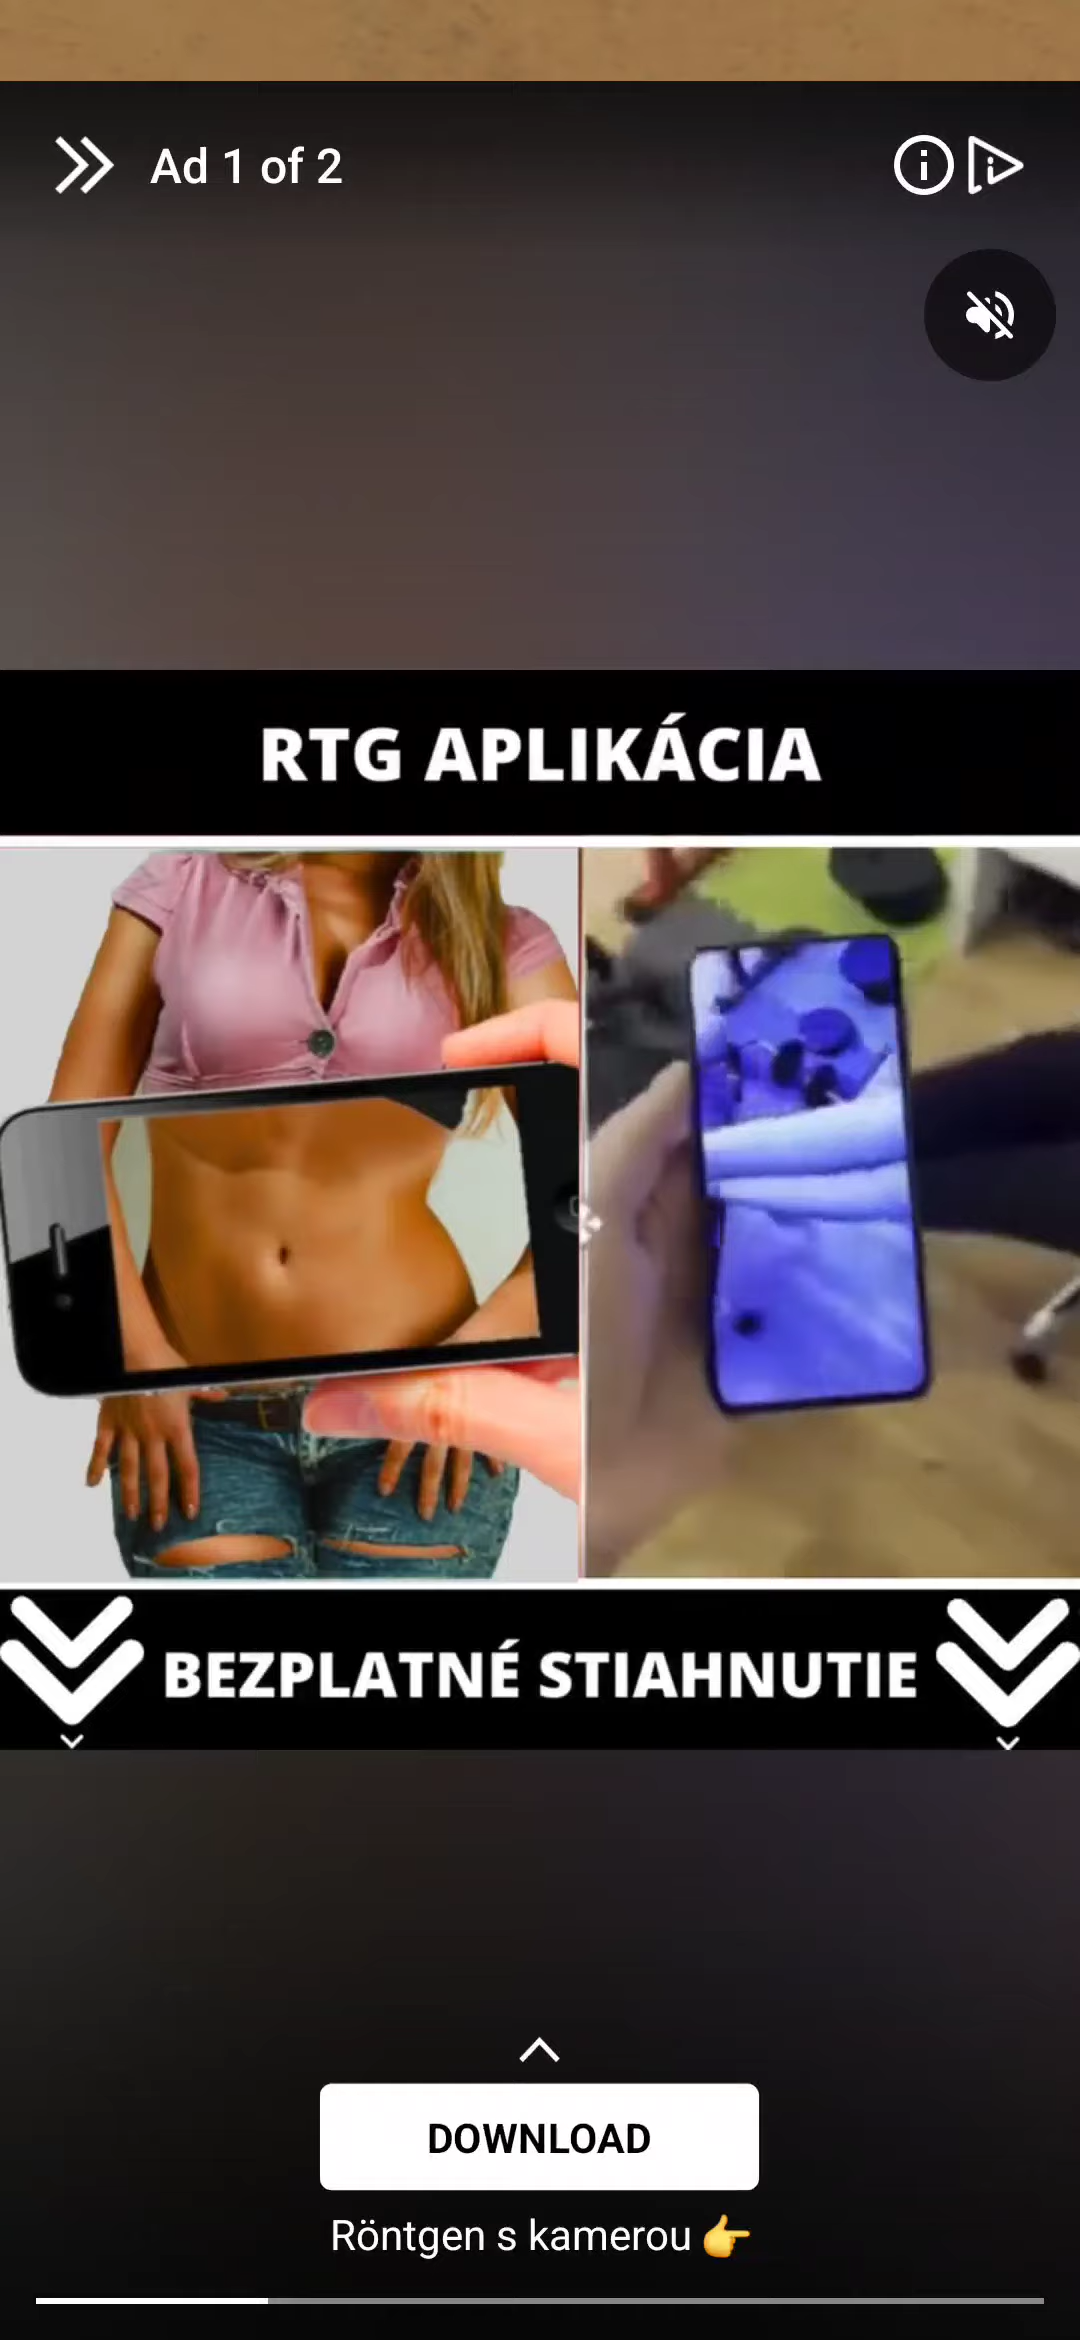 Ad 1 of 2
RTG APLIKÁCIA
BEZPLATNÉ STIAHNUTIE
DOWNLOAD
Röntgen s kamerou 👉